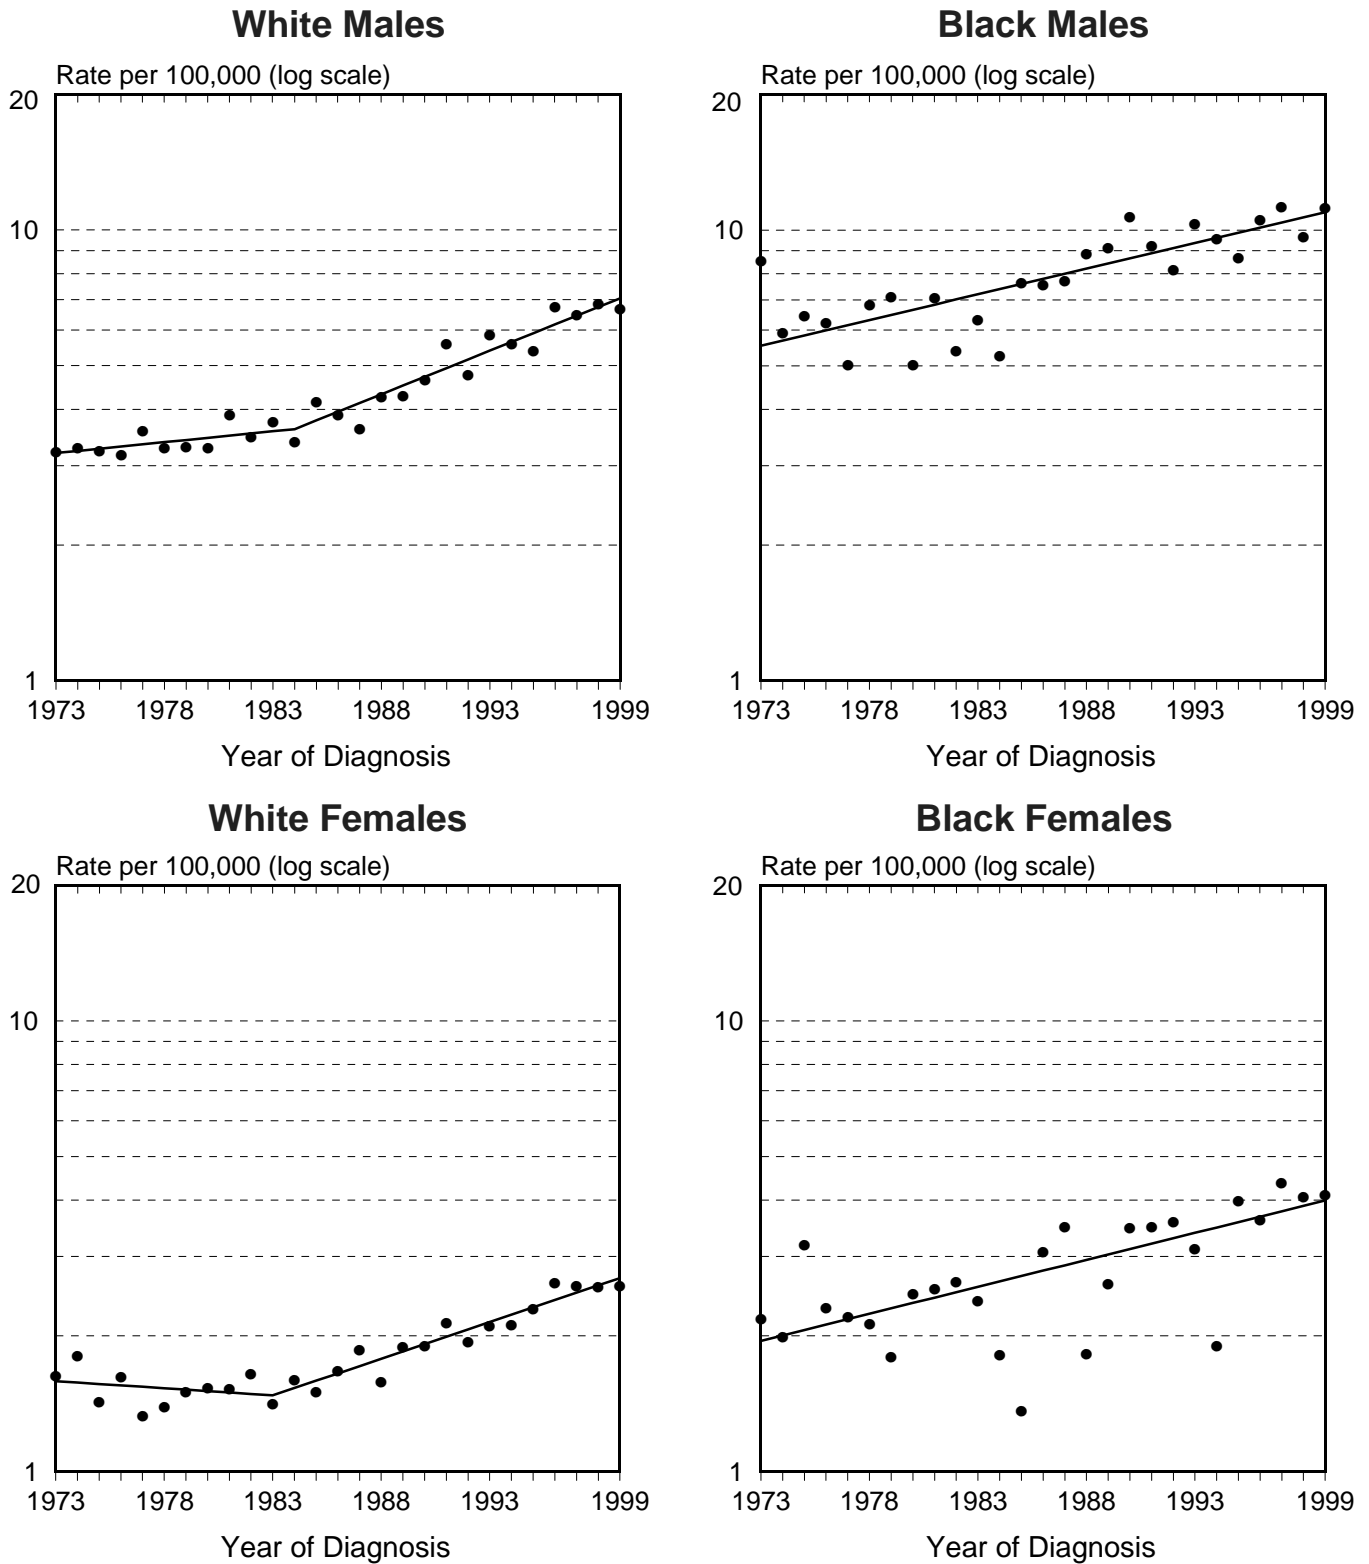 White Males
Rate per 100,000 (log scale)
20
10
1
1973 1978 1983 1988 1993 1999
Year of Diagnosis
Black Males
Rate per 100,000 (log scale)
20
10
1
1973 1978 1983 1988 1993 1999
Year of Diagnosis
White Females
Rate per 100,000 (log scale)
20
10
1
1973 1978 1983 1988 1993 1999
Year of Diagnosis
Black Females
Rate per 100,000 (log scale)
20
10
1
1973 1978 1983 1988 1993 1999
Year of Diagnosis